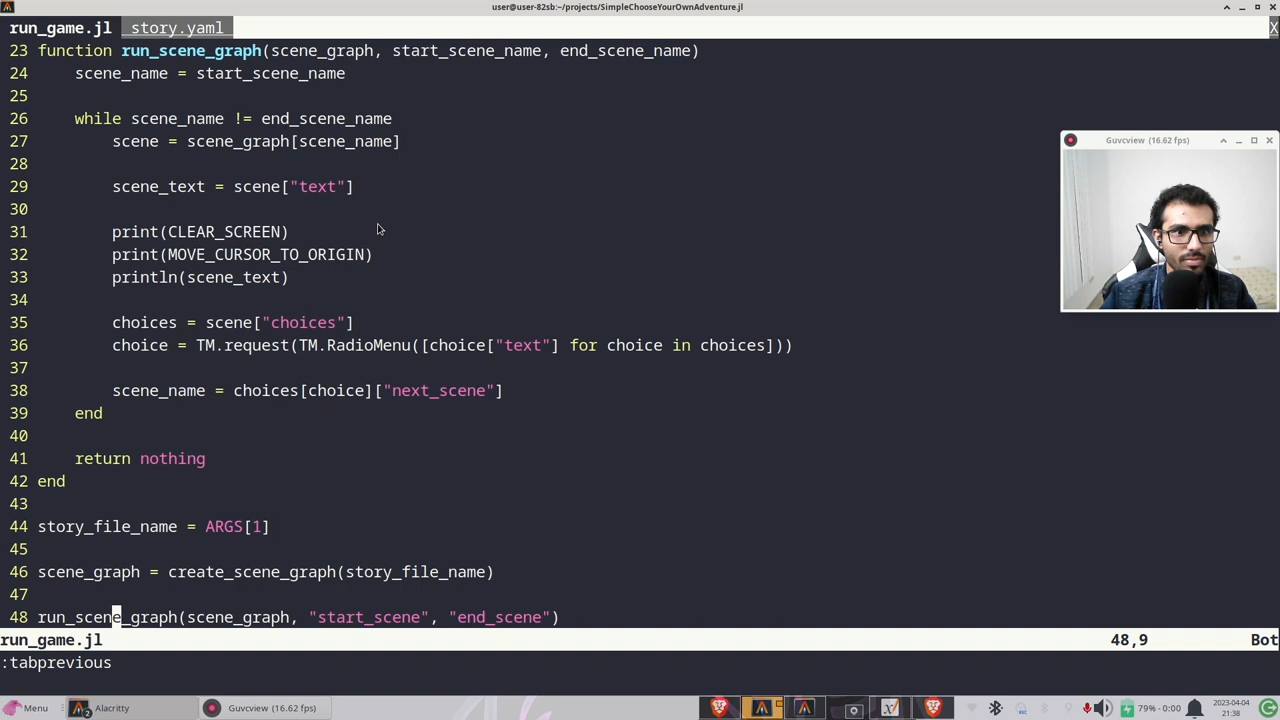 user@user-82sb:~/projects/SimpleChooseYourOwnAdventure.jl
run_game.jl story.yaml X
23 function run_scene_graph(scene_graph, start_scene_name, end_scene_name)
24 scene_name = start_scene_name
25
26 while scene_name != end_scene_name
27 scene = scene_graph[scene_name]
28
29 scene_text = scene["text"]
30
31 print(CLEAR_SCREEN)
32 print(MOVE_CURSOR_TO_ORIGIN)
33 println(scene_text)
34
35 choices = scene["choices"]
36 choice = TM.request(TM.RadioMenu([choice["text"] for choice in choices]))
37
38 scene_name = choices[choice]["next_scene"]
39 end
40
41 return nothing
42 end
43
44 story_file_name = ARGS[1]
45
46 scene_graph = create_scene_graph(story_file_name)
47
48 run_scene_graph(scene_graph, "start_scene", "end_scene")
run_game.jl 48,9 Bot
:tabprevious
Guvcview (16.62 fps)
Menu Alacritty Guvcview (16.62 fps) 79% - 0:00 2023-04-04
21:38